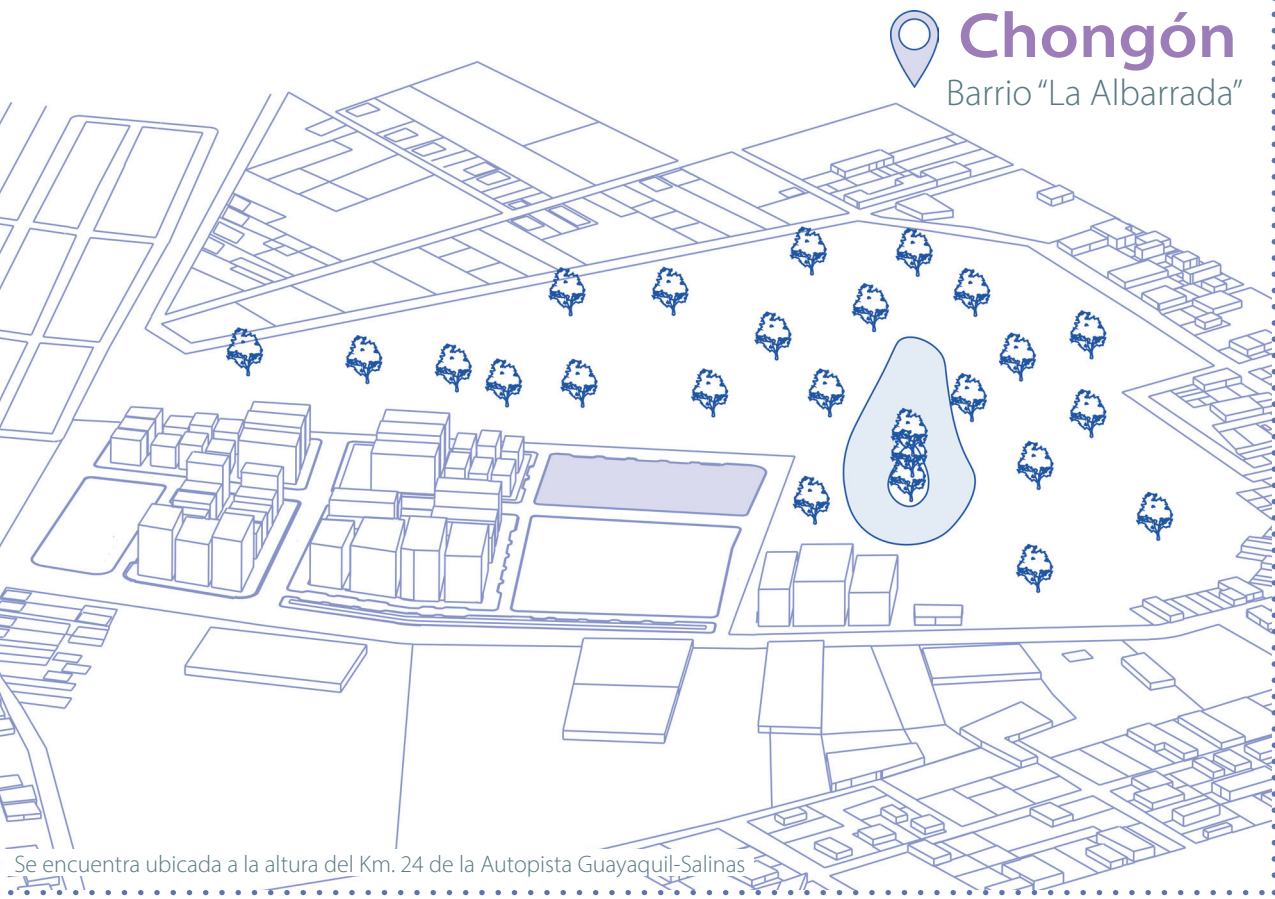 Chongón
Barrio “La Albarrada”
Se encuentra ubicada a la altura del Km. 24 de la Autopista Guayaquil-Salinas